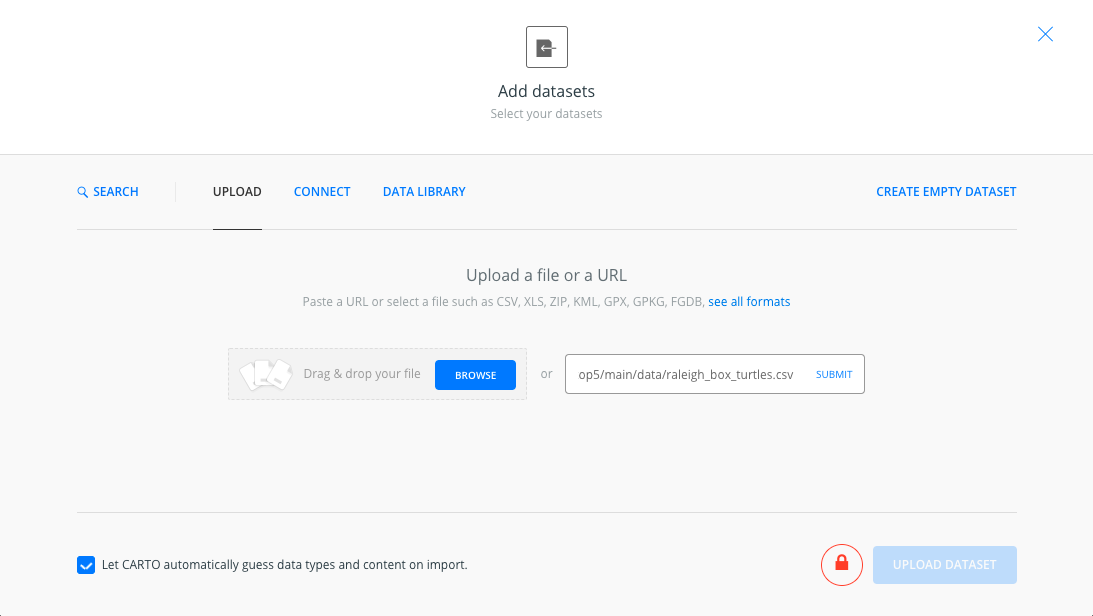 Add datasets
Select your datasets
SEARCH UPLOAD CONNECT DATA LIBRARY CREATE EMPTY DATASET
Upload a file or a URL
Paste a URL or select a file such as CSV, XLS, ZIP, KML, GPX, GPKG, FGDB, see all formats
Drag & drop your file BROWSE or op5/main/data/raleigh_box_turtles.csv SUBMIT
Let CARTO automatically guess data types and content on import. UPLOAD DATASET